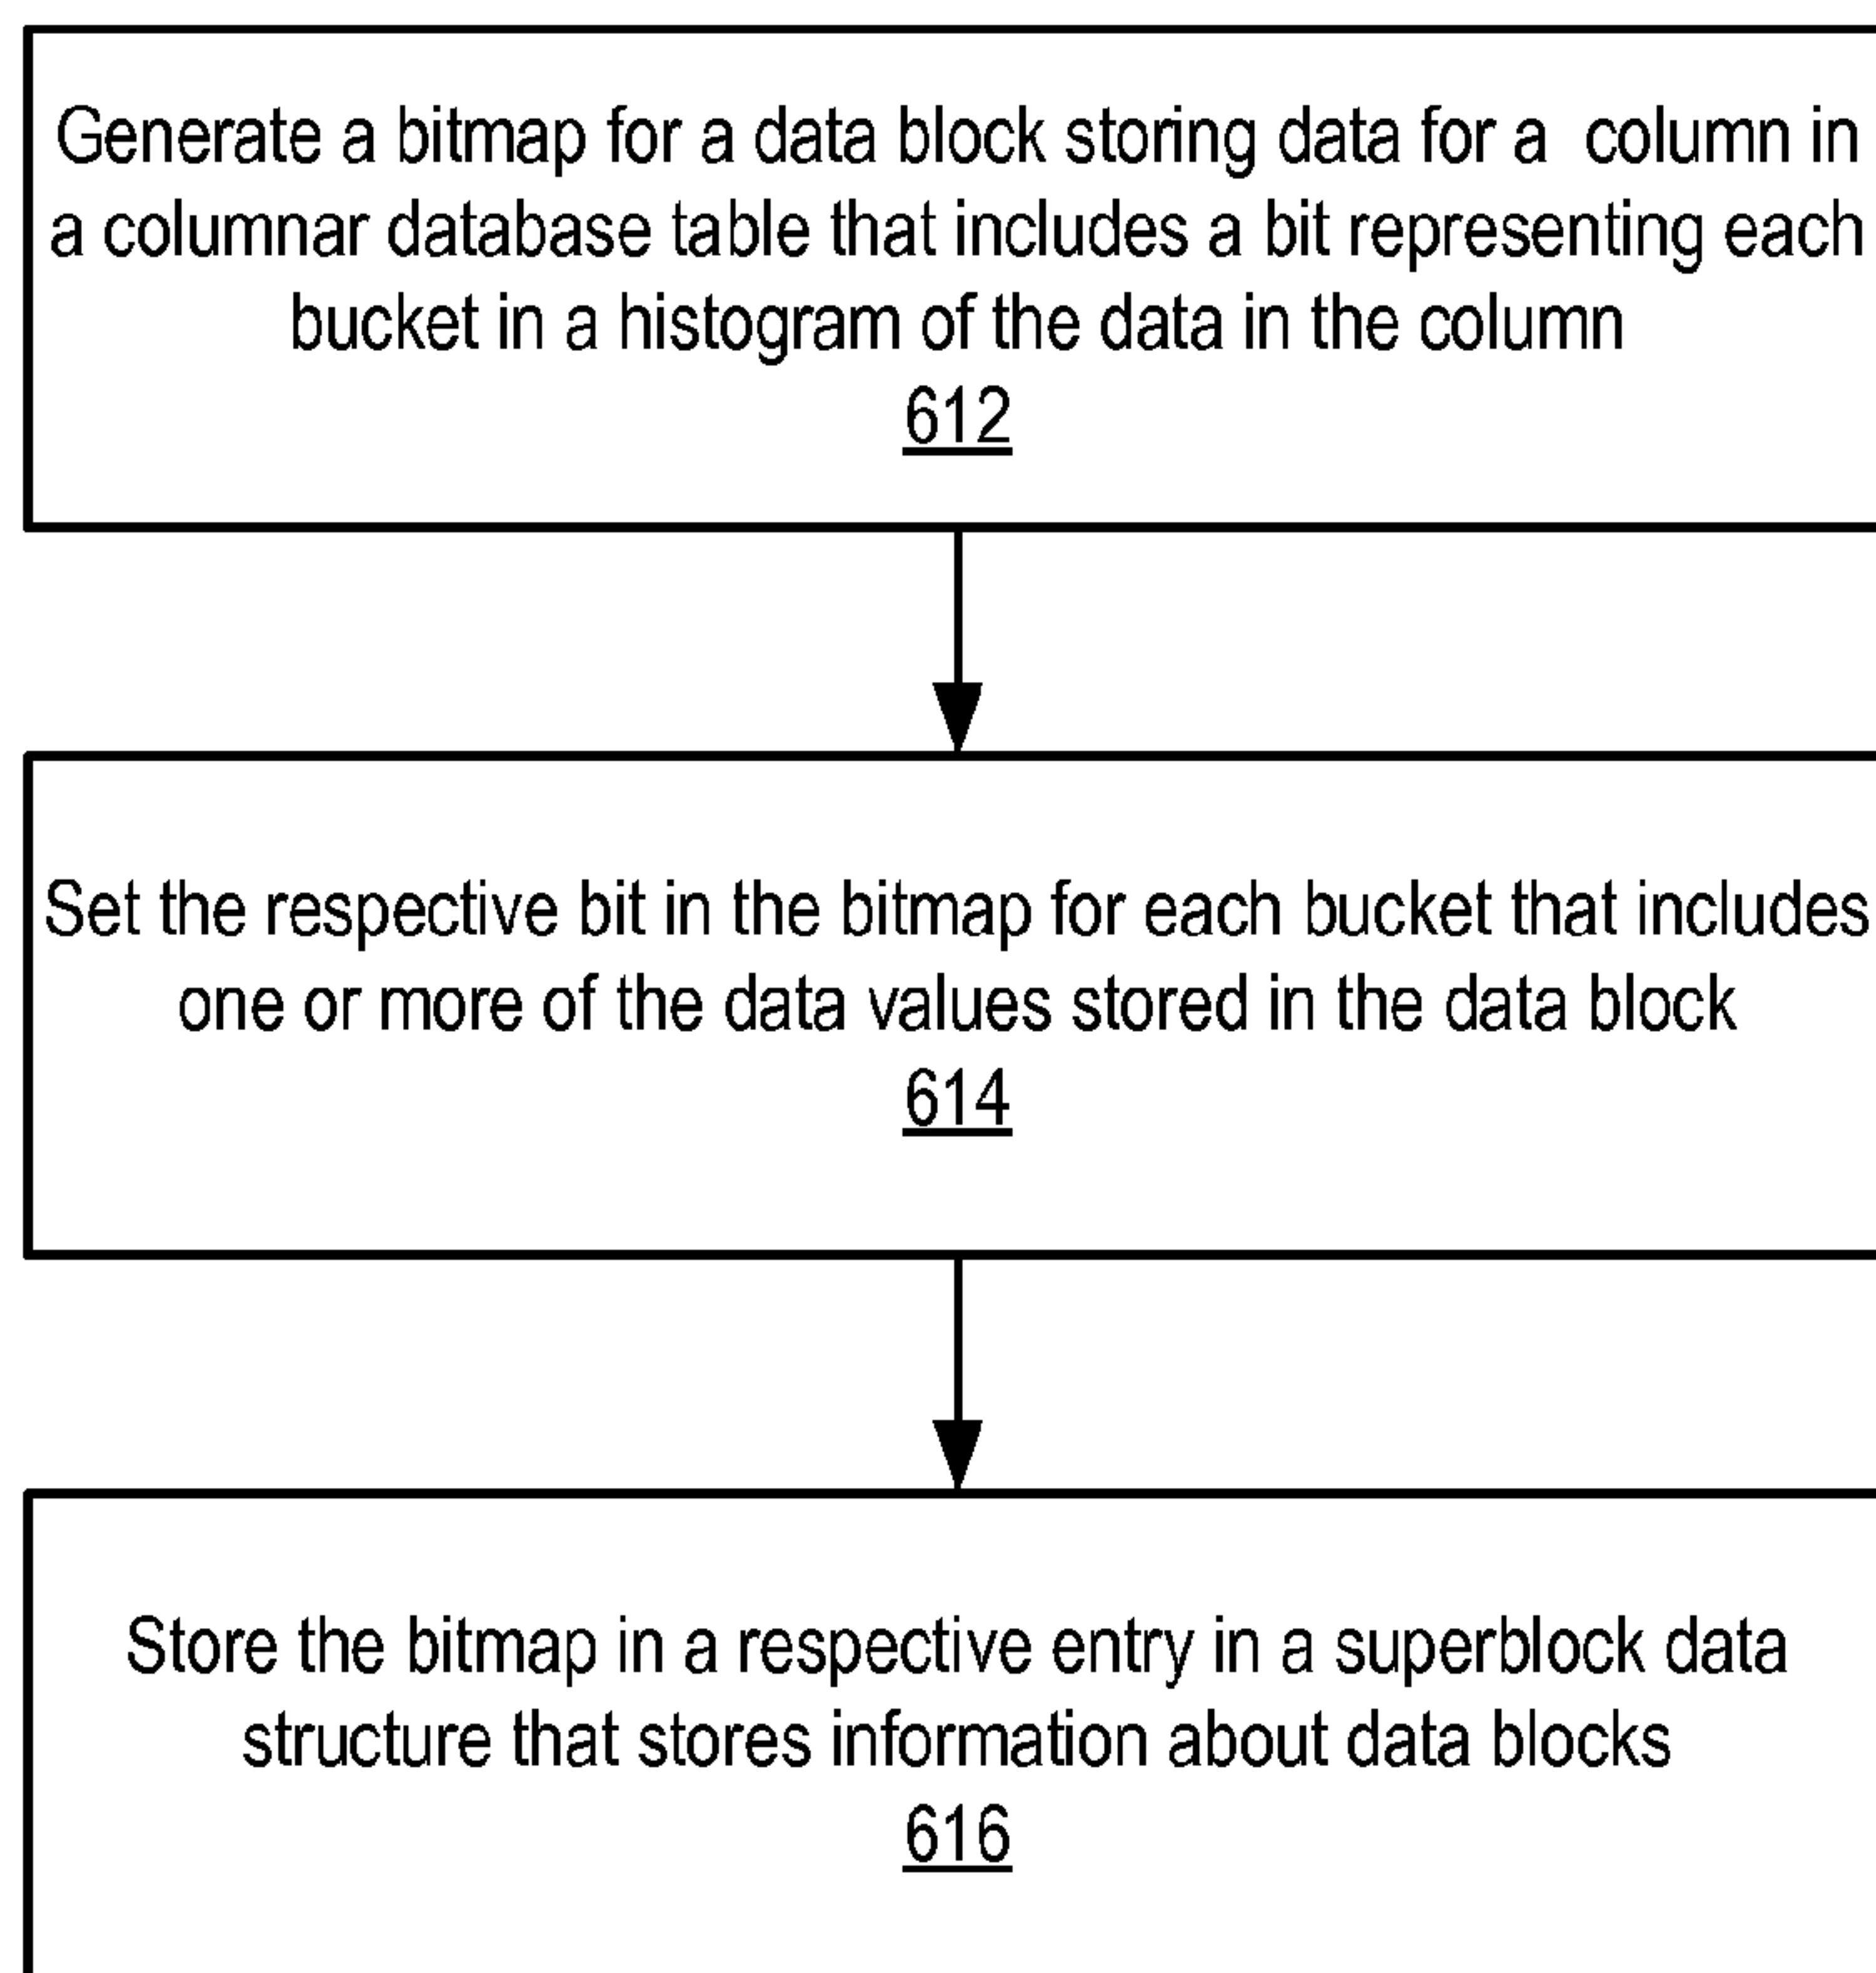 Generate a bitmap for a data block storing data for a column in
a columnar database table that includes a bit representing each
bucket in a histogram of the data in the column
612
Set the respective bit in the bitmap for each bucket that includes
one or more of the data values stored in the data block
614
Store the bitmap in a respective entry in a superblock data
structure that stores information about data blocks
616